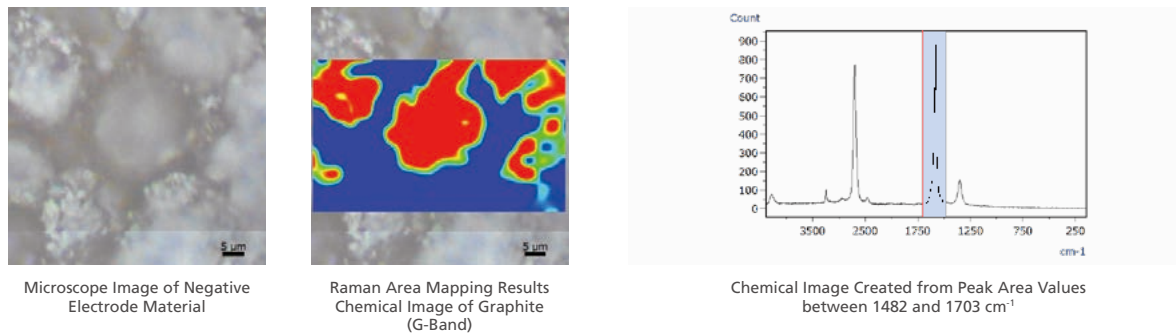 5 µm
Microscope Image of Negative
Electrode Material
5 µm
Raman Area Mapping Results
Chemical Image of Graphite
(G-Band)
Count
900
800
700
600
500
400
300
200
100
0
3500 2500 1750 1250 750 250
cm-1
Chemical Image Created from Peak Area Values
between 1482 and 1703 cm⁻¹